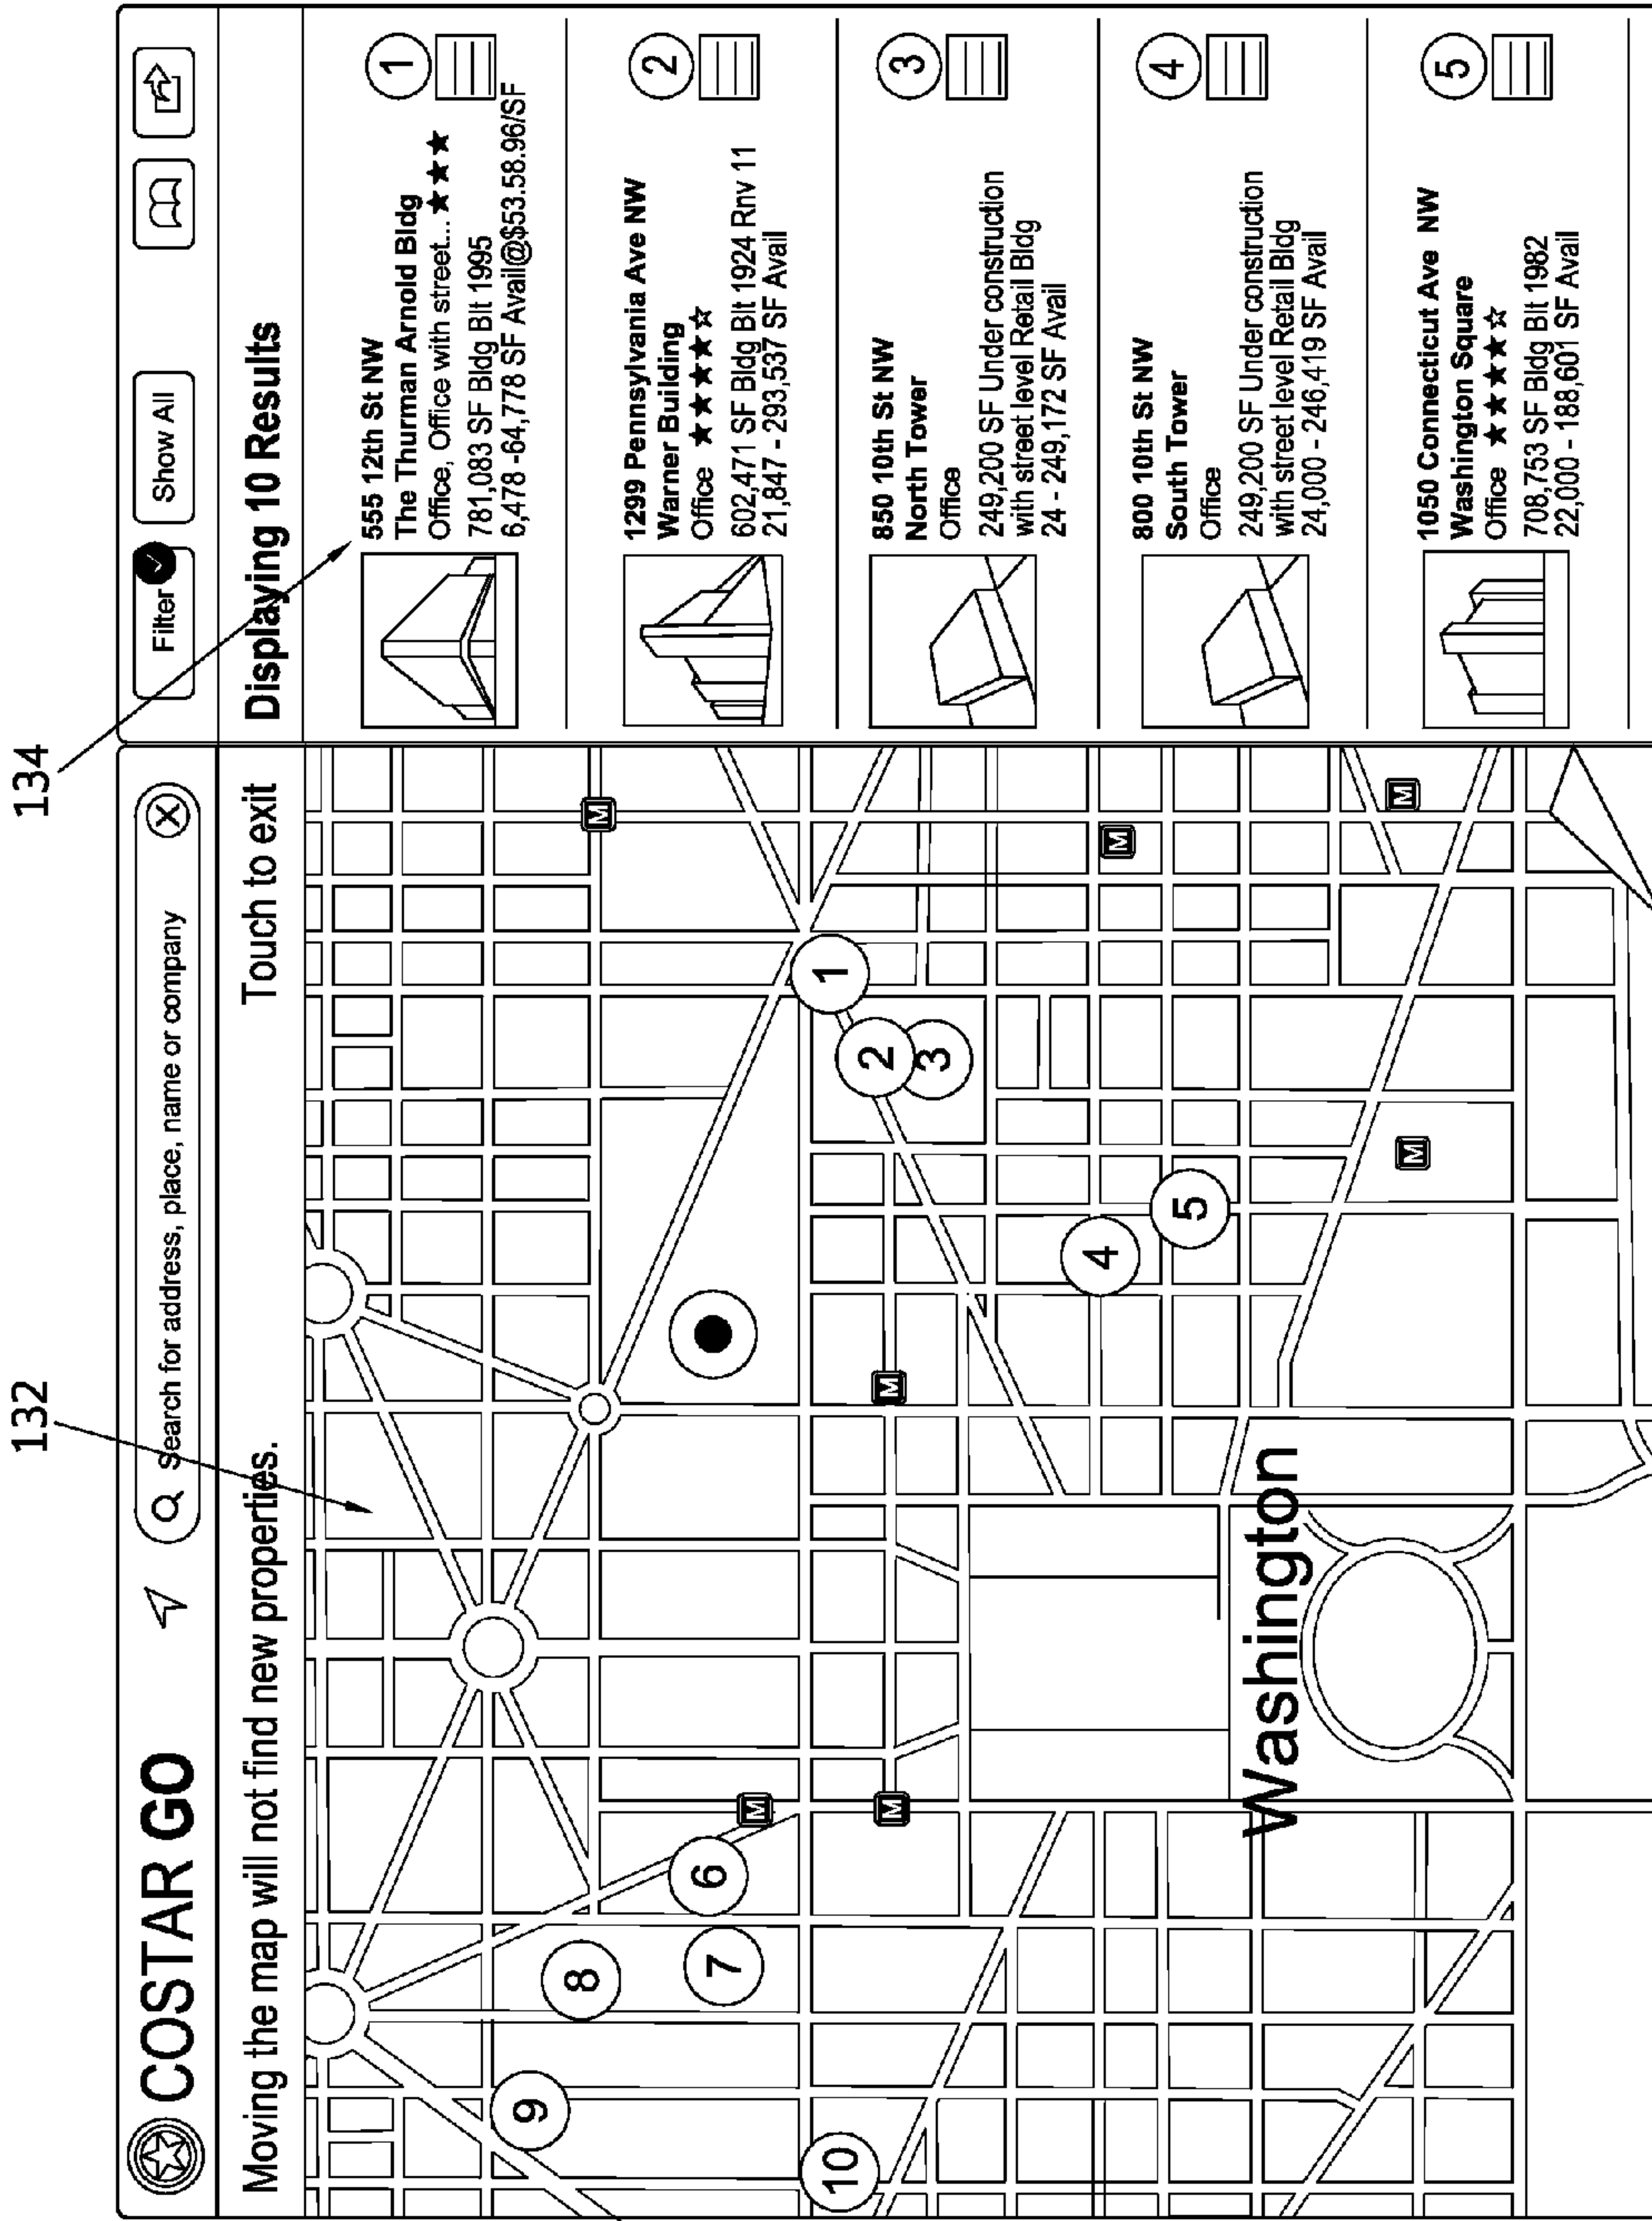 132
134
COSTAR GO
Search for address, place, name or company
Filter
Show All
Moving the map will not find new properties.
Touch to exit
Displaying 10 Results
555 12th St NW
The Thurman Arnold Bldg
Office, Office with street... ★★★
781,083 SF Bldg Blt 1995
6,478 -64,778 SF Avail@$53.58.96/SF
1
1299 Pennsylvania Ave NW
Warner Building
Office ★★★★☆
602,471 SF Bldg Blt 1924 Rnv 11
21,847 - 293,537 SF Avail
2
850 10th St NW
North Tower
Office
249,200 SF Under construction
with street level Retail Bldg
24 - 249,172 SF Avail
3
800 10th St NW
South Tower
Office
249,200 SF Under construction
with street level Retail Bldg
24,000 - 246,419 SF Avail
4
1050 Connecticut Ave NW
Washington Square
Office ★★★★☆
708,753 SF Bldg Blt 1982
22,000 - 188,601 SF Avail
5
M
9
8
6
7
M
10
M
M
1
2
3
4
5
M
M
M
Washington